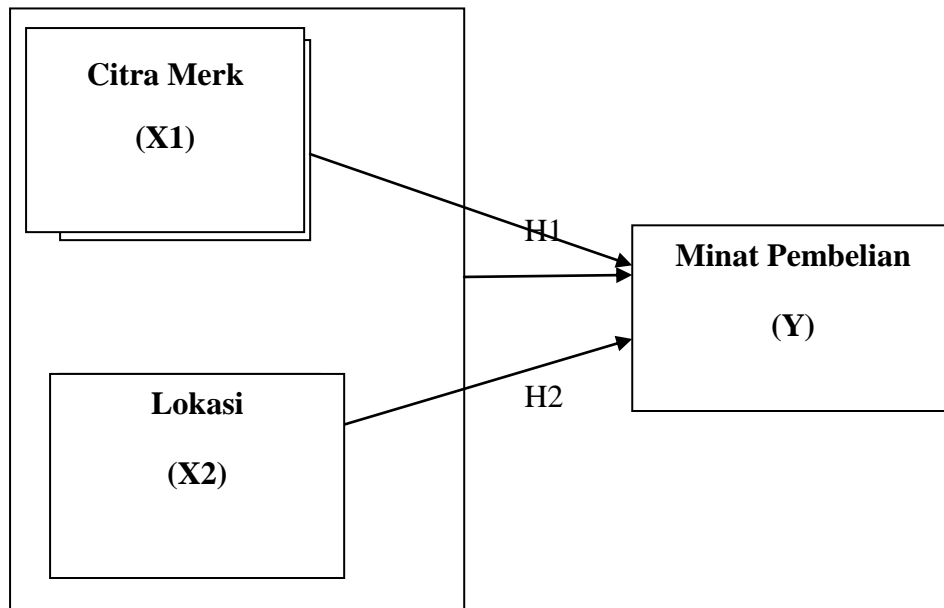 Citra Merk
(X1)
H1
Minat Pembelian
(Y)
H2
Lokasi
(X2)